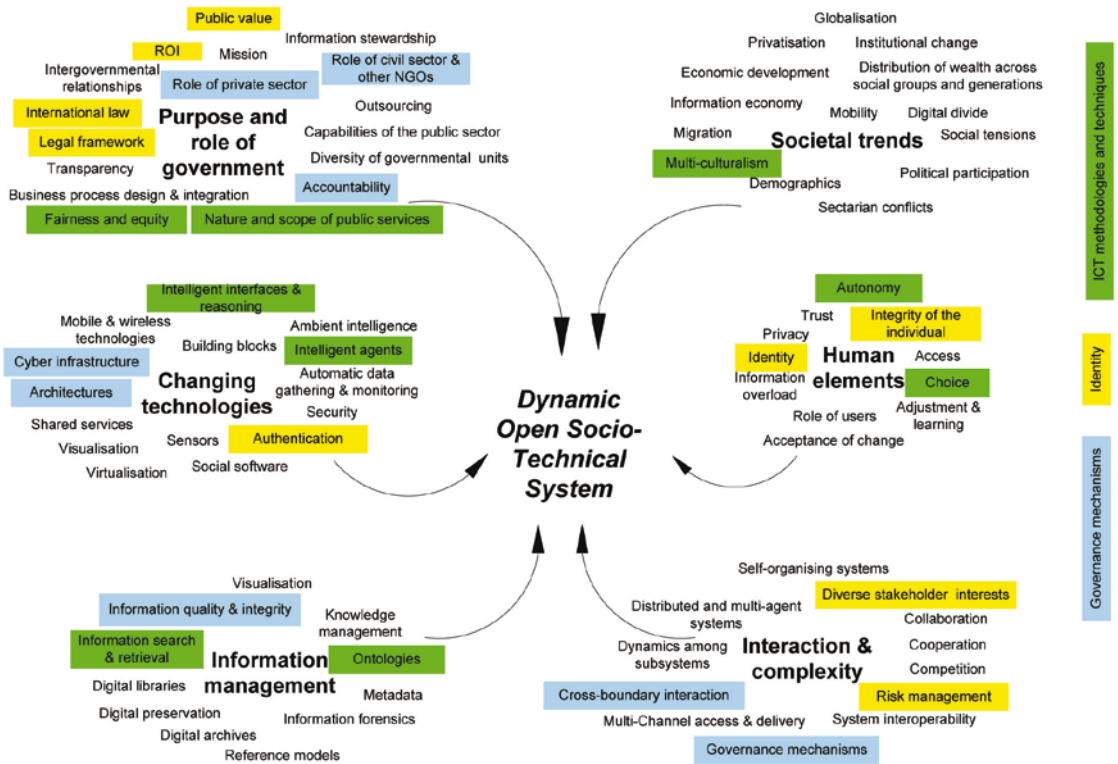 Public value
Information stewardship
ROI
Mission
Role of civil sector &
other NGOs
Intergovernmental
relationships
Role of private sector
Outsourcing
International law
Purpose and
role of
government
Legal framework
Capabilities of the public sector
Transparency
Diversity of governmental units
Business process design & integration
Accountability
Fairness and equity
Nature and scope of public services
Globalisation
Privatisation
Institutional change
Economic development
Distribution of wealth across
social groups and generations
Information economy
Mobility
Digital divide
Migration
Societal trends
Social tensions
Multi-culturalism
Demographics
Political participation
Sectarian conflicts
Intelligent interfaces &
reasoning
Mobile & wireless
technologies
Ambient intelligence
Building blocks
Intelligent agents
Cyber infrastructure
Changing
technologies
Automatic data
gathering & monitoring
Architectures
Security
Shared services
Sensors
Authentication
Visualisation
Social software
Virtualisation
Dynamic
Open Socio-
Technical
System
Autonomy
Trust
Integrity of the
individual
Privacy
Identity
Human
elements
Access
Information
overload
Choice
Role of users
Adjustment &
learning
Acceptance of change
Visualisation
Information quality & integrity
Knowledge
management
Information search
& retrieval
Information
management
Ontologies
Digital libraries
Metadata
Digital preservation
Information forensics
Digital archives
Reference models
Self-organising systems
Diverse stakeholder interests
Distributed and multi-agent
systems
Collaboration
Dynamics among
subsystems
Interaction &
complexity
Cooperation
Competition
Cross-boundary interaction
Risk management
Multi-Channel access & delivery
System interoperability
Governance mechanisms
ICT methodologies and techniques
Identity
Governance mechanisms